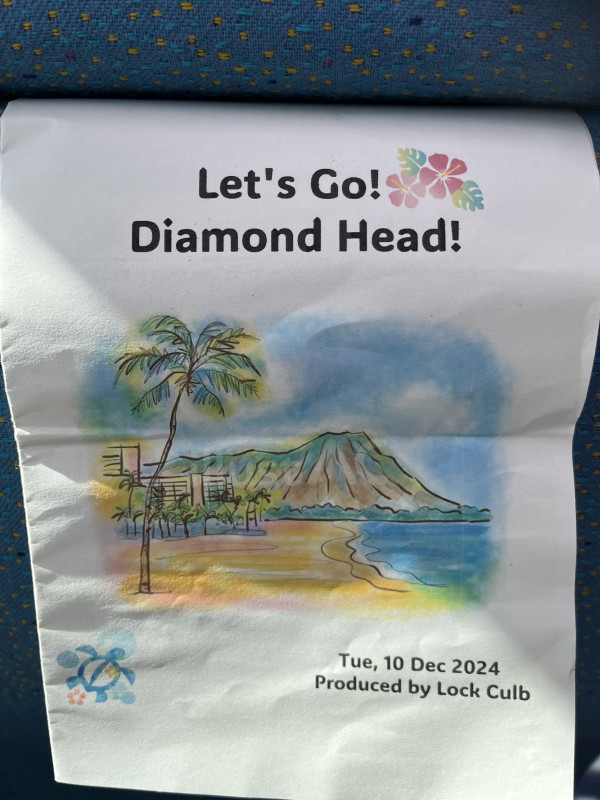 Let's Go!
Diamond Head!
Tue, 10 Dec 2024
Produced by Lock Culb